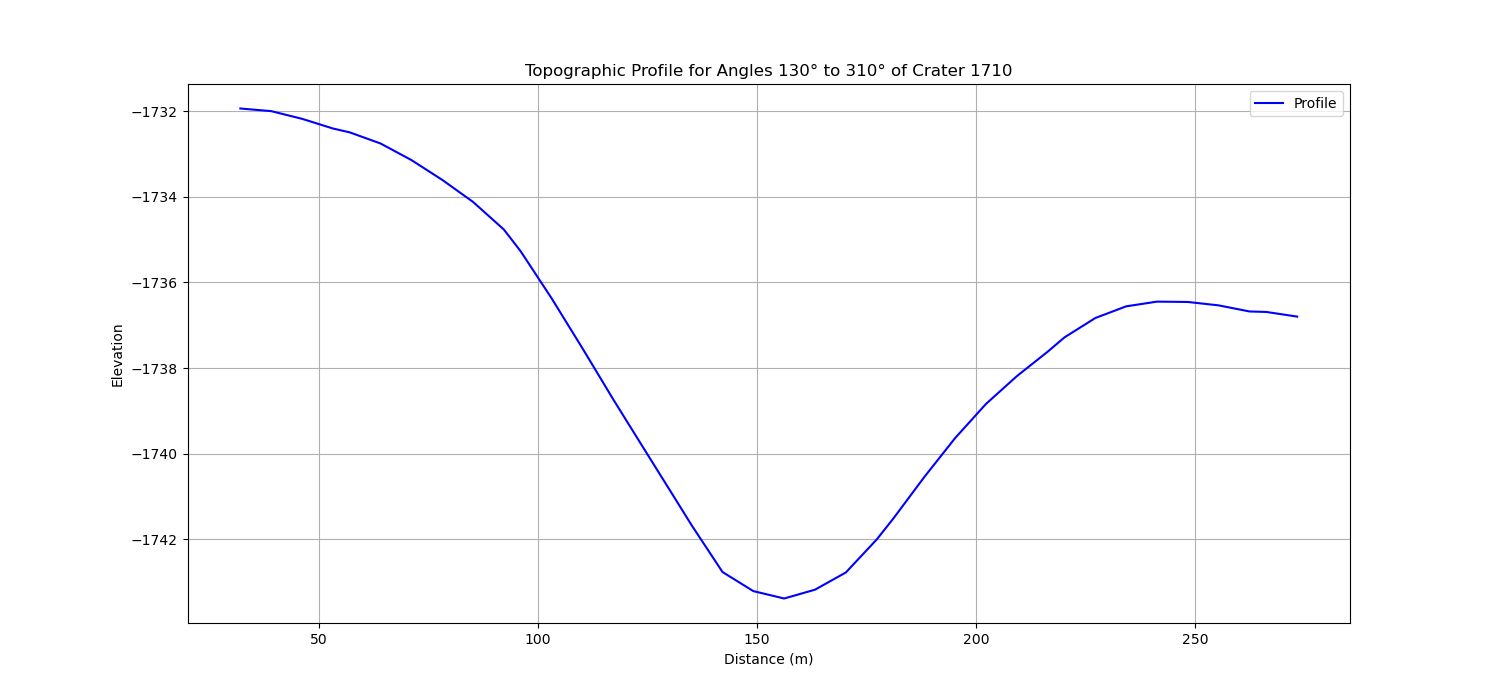 Topographic Profile for Angles 130° to 310° of Crater 1710
Profile
−1732
−1734
−1736
−1738
−1740
−1742
Elevation
50
100
150
200
250
Distance (m)